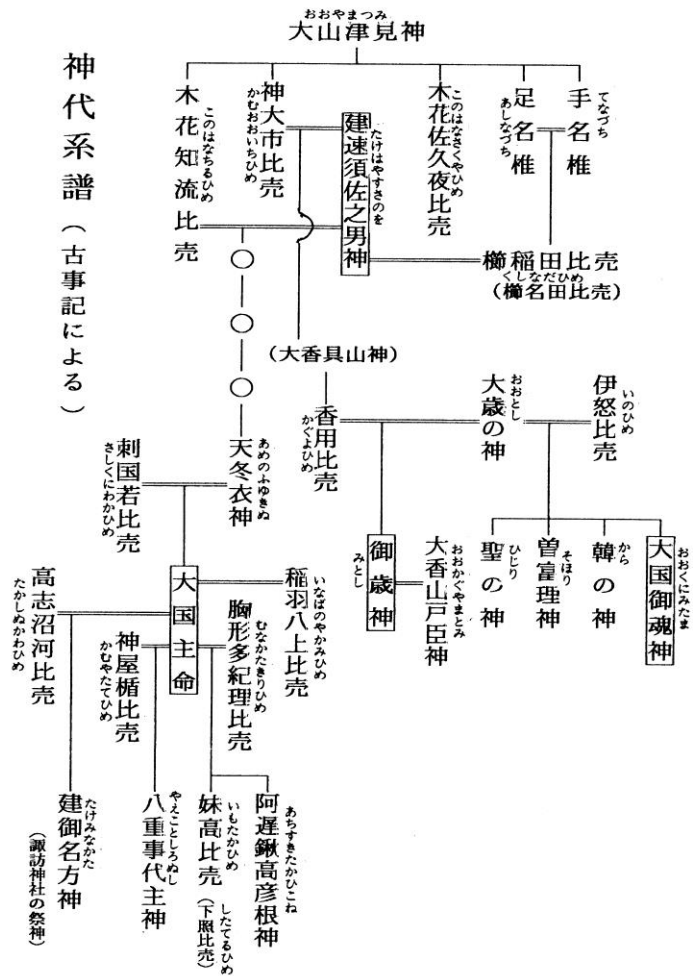 おおやまつみ
大山津見神
神代系譜(古事記による)
手名椎
てなづち
足名椎
あしなづち
木花佐久夜比売
このはなさくやひめ
建速須佐之男神
たけはやすさのを
神大市比売
かむおおいちひめ
木花知流比売
このはなちるひめ
櫛稲田比売
くしなだひめ
(櫛名田比売)
(大香具山神)
伊怒比売
いのひめ
大歳の神
おおとし
香用比売
かぐよひめ
天冬衣神
あめのふゆきぬ
刺国若比売
さしくにわかひめ
大国御魂神
おおくにみたま
韓の神
から
曽富理神
そほり
聖の神
ひじり
大香山戸臣神
おおかぐやまとみ
御歳神
みとし
稲羽八上比売
いなばのやかみひめ
胸形多紀理比売
むなかたきりひめ
大国主命
神屋楯比売
かむやたてひめ
高志沼河比売
たかしぬかわひめ
阿遅鍬高彦根神
あちすきたかひこね
妹高比売
いもたかひめ
(下照比売)
したてるひめ
八重事代主神
やえことしろぬし
建御名方神
たけみなかた
(諏訪神社の祭神)